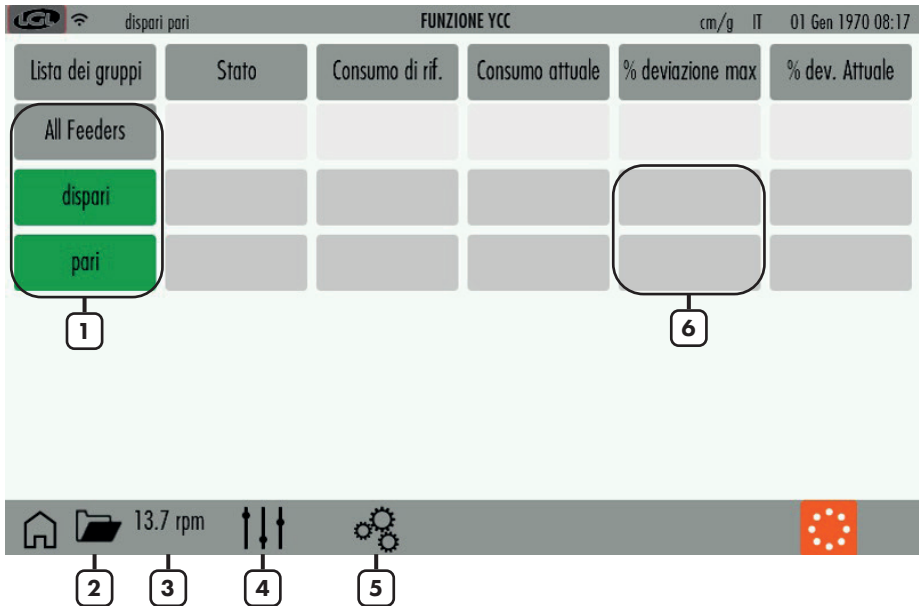 LGL dispari pari FUNZIONE YCC cm/g IT 01 Gen 1970 08:17
Lista dei gruppi Stato Consumo di rif. Consumo attuale % deviazione max % dev. Attuale
All Feeders
dispari
pari
1 6
13.7 rpm
2 3 4 5